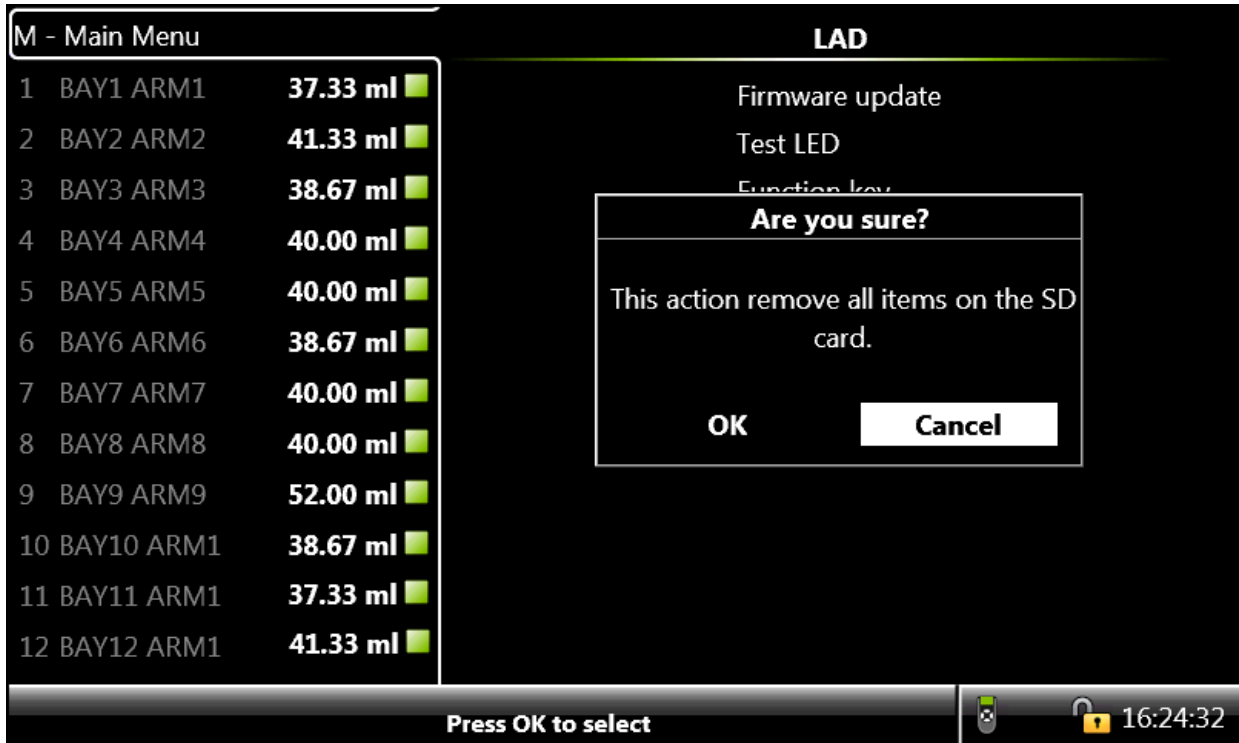 M - Main Menu
1 BAY1 ARM1 37.33 ml
2 BAY2 ARM2 41.33 ml
3 BAY3 ARM3 38.67 ml
4 BAY4 ARM4 40.00 ml
5 BAY5 ARM5 40.00 ml
6 BAY6 ARM6 38.67 ml
7 BAY7 ARM7 40.00 ml
8 BAY8 ARM8 40.00 ml
9 BAY9 ARM9 52.00 ml
10 BAY10 ARM1 38.67 ml
11 BAY11 ARM1 37.33 ml
12 BAY12 ARM1 41.33 ml
LAD
Firmware update
Test LED
Function key
Are you sure?
This action remove all items on the SD
card.
OK Cancel
Press OK to select
16:24:32